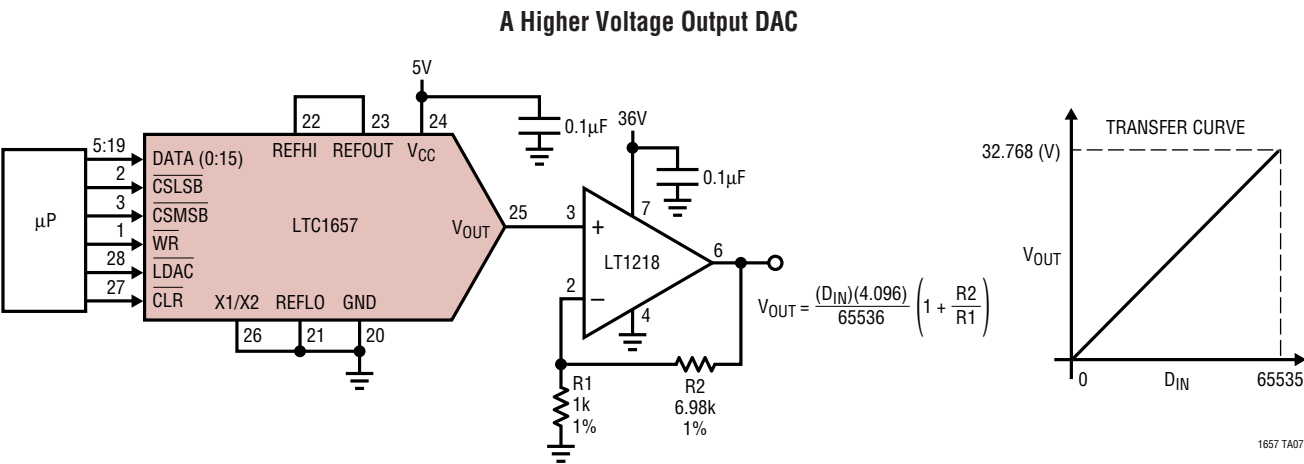 A Higher Voltage Output DAC
5V
22
23
24
0.1µF
36V
REFHI
REFOUT
VCC
µP
5:19
DATA (0:15)
2
CSLSB
3
CSMSB
1
WR
28
LDAC
27
CLR
LTC1657
VOUT
25
X1/X2
REFLO
GND
26
21
20
0.1µF
7
3
+
LT1218
6
2
–
4
R1
1k
1%
R2
6.98k
1%
VOUT = (DIN)(4.096) / 65536 (1 + R2 / R1)
TRANSFER CURVE
32.768 (V)
VOUT
0
DIN
65535
1657 TA07